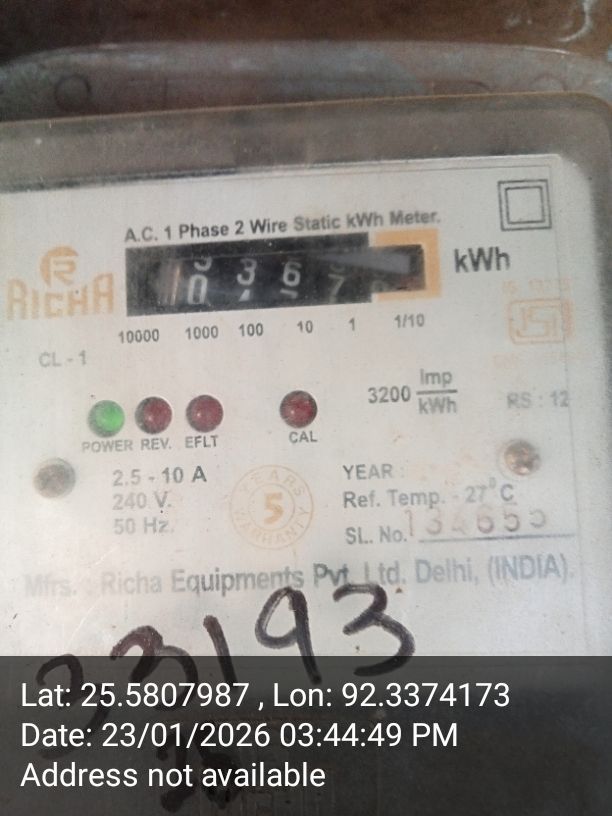 A.C. 1 Phase 2 Wire Static kWh Meter.
RICHA
kWh
10000 1000 100 10 1 1/10
CL - 1
3200 imp/kWh
RS : 12
POWER REV. EFLT CAL
2.5 - 10 A
240 V.
50 Hz.
5 YEARS WARRANTY
YEAR :
Ref. Temp. - 27°C
SL. No.
Mfrs. : Richa Equipments Pvt. Ltd. Delhi, (INDIA).
33193
Lat: 25.5807987 , Lon: 92.3374173
Date: 23/01/2026 03:44:49 PM
Address not available